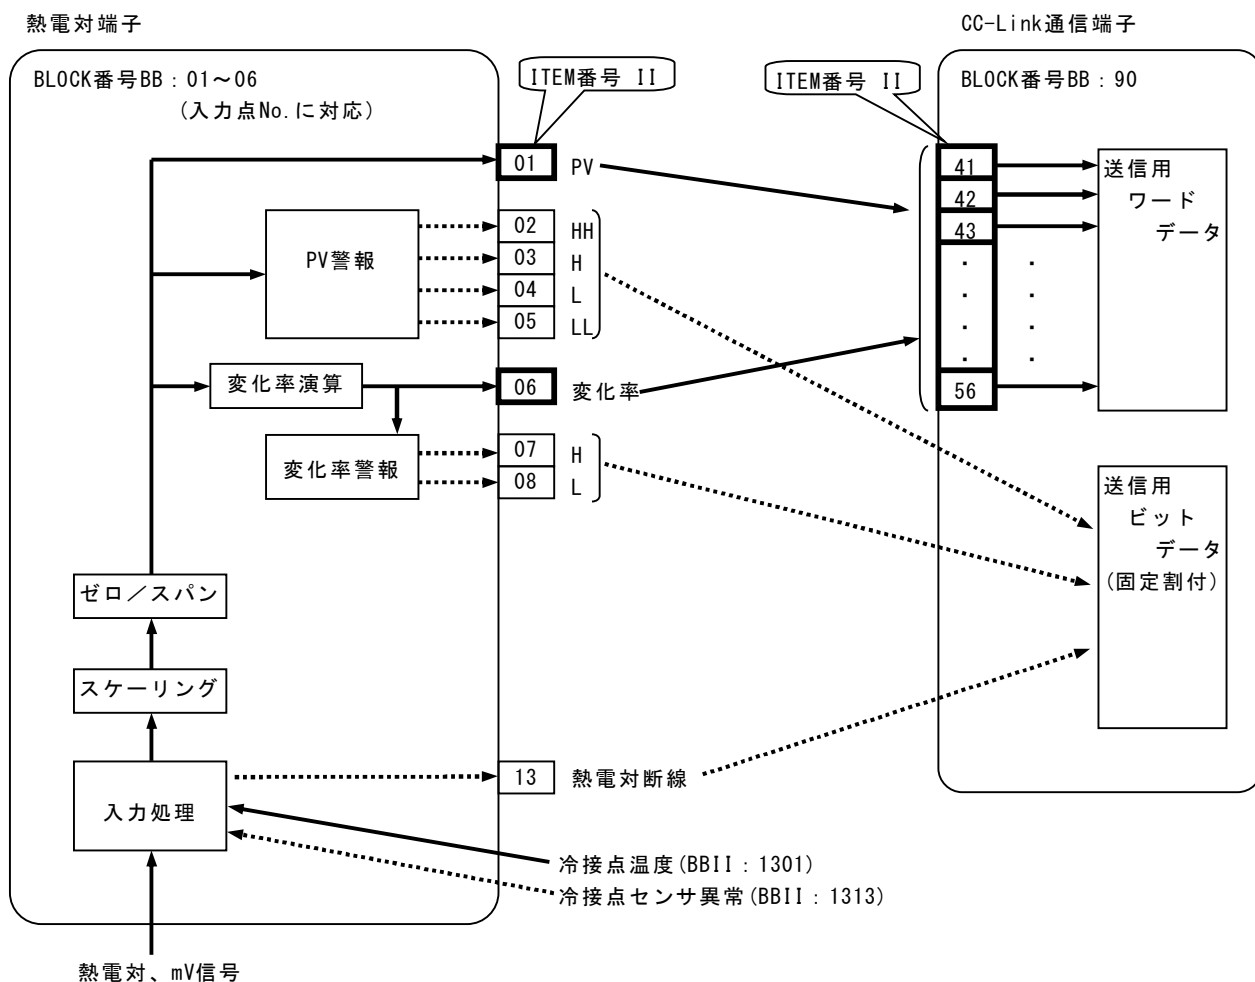 熱電対端子
CC-Link通信端子
BLOCK番号BB：01～06
(入力点No.に対応)
ITEM番号 II
ITEM番号 II
BLOCK番号BB：90
01
PV
PV警報
02
HH
03
H
04
L
05
LL
変化率演算
06
変化率
変化率警報
07
H
08
L
ゼロ／スパン
スケーリング
入力処理
13
熱電対断線
冷接点温度(BBII：1301)
冷接点センサ異常(BBII：1313)
熱電対、mV信号
41
42
43
・
・
・
・
・
・
・
・
56
送信用
ワード
データ
送信用
ビット
データ
(固定割付)